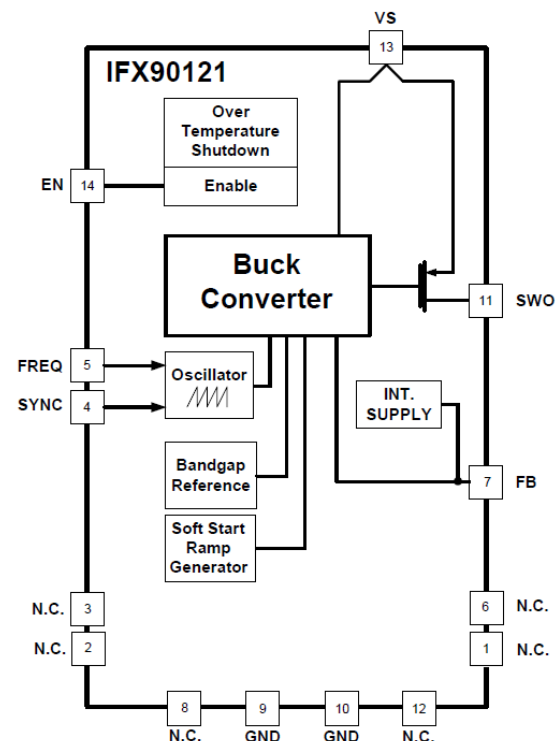 VS
13
IFX90121
Over
Temperature
Shutdown
Enable
EN
14
Buck
Converter
11
SWO
FREQ
5
Oscillator
SYNC
4
INT.
SUPPLY
Bandgap
Reference
7
FB
Soft Start
Ramp
Generator
N.C.
3
6
N.C.
N.C.
2
1
N.C.
8
9
10
12
N.C.
GND
GND
N.C.